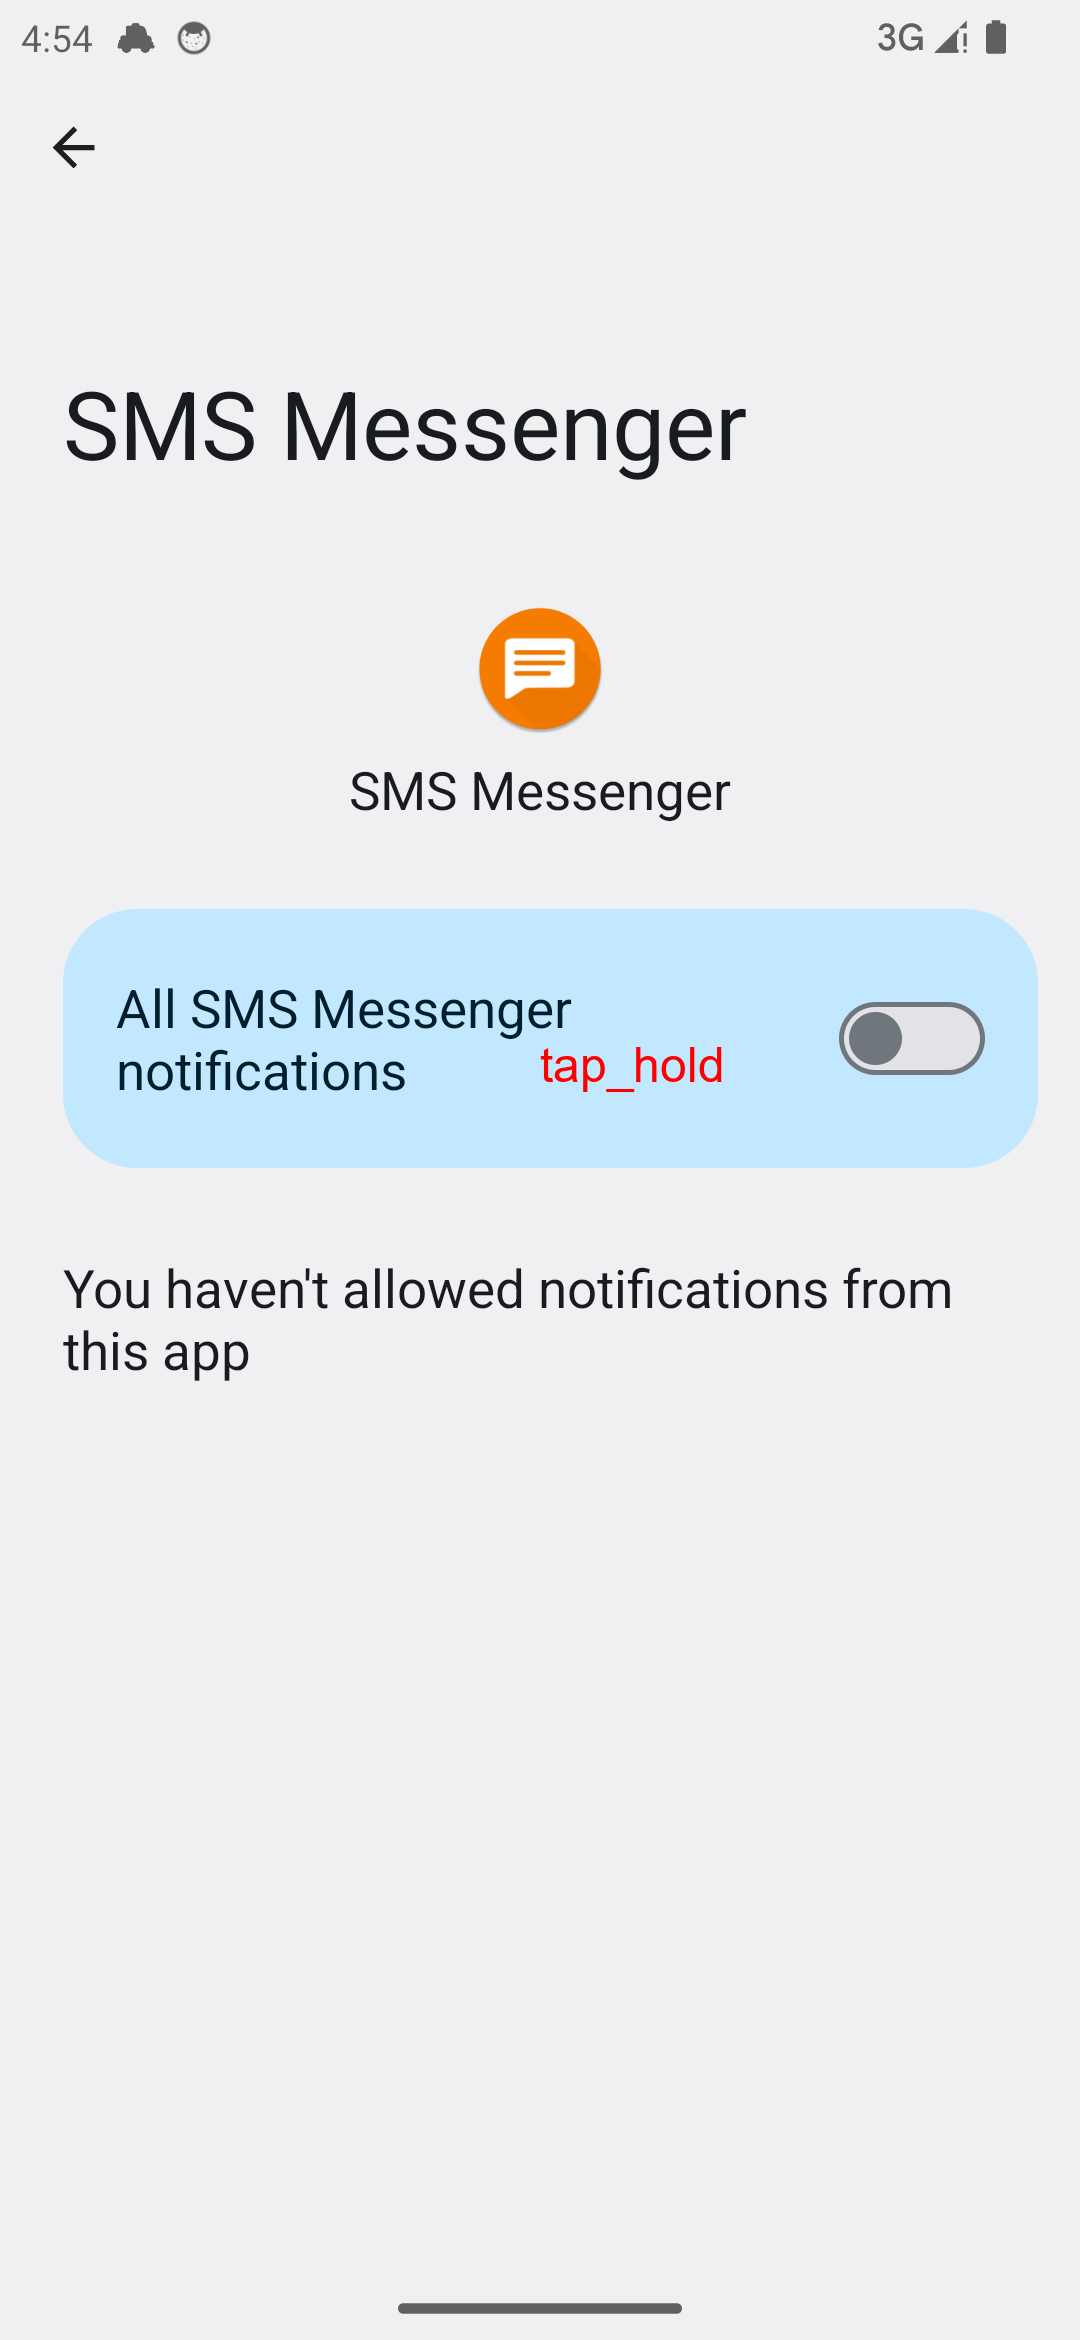 4:54
3G
SMS Messenger
SMS Messenger
All SMS Messenger
notifications
tap_hold
You haven't allowed notifications from
this app